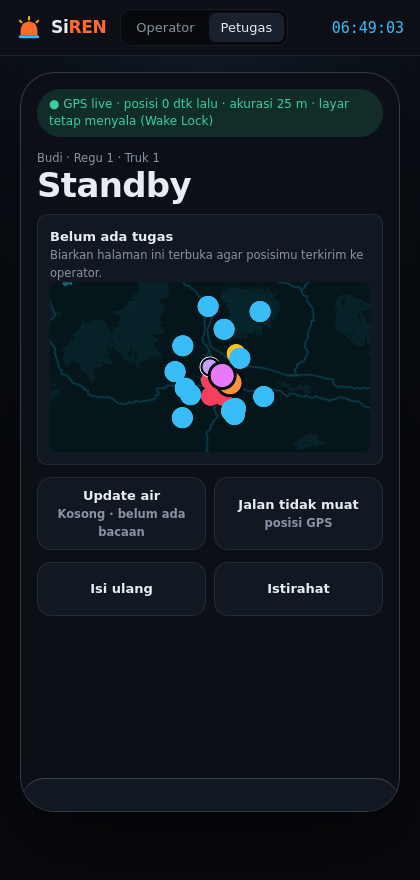 SiREN
Operator
Petugas
06:49:03
GPS live · posisi 0 dtk lalu · akurasi 25 m · layar
tetap menyala (Wake Lock)
Budi · Regu 1 · Truk 1
Standby
Belum ada tugas
Biarkan halaman ini terbuka agar posisimu terkirim ke
operator.
Update air
Kosong · belum ada
bacaan
Jalan tidak muat
posisi GPS
Isi ulang
Istirahat